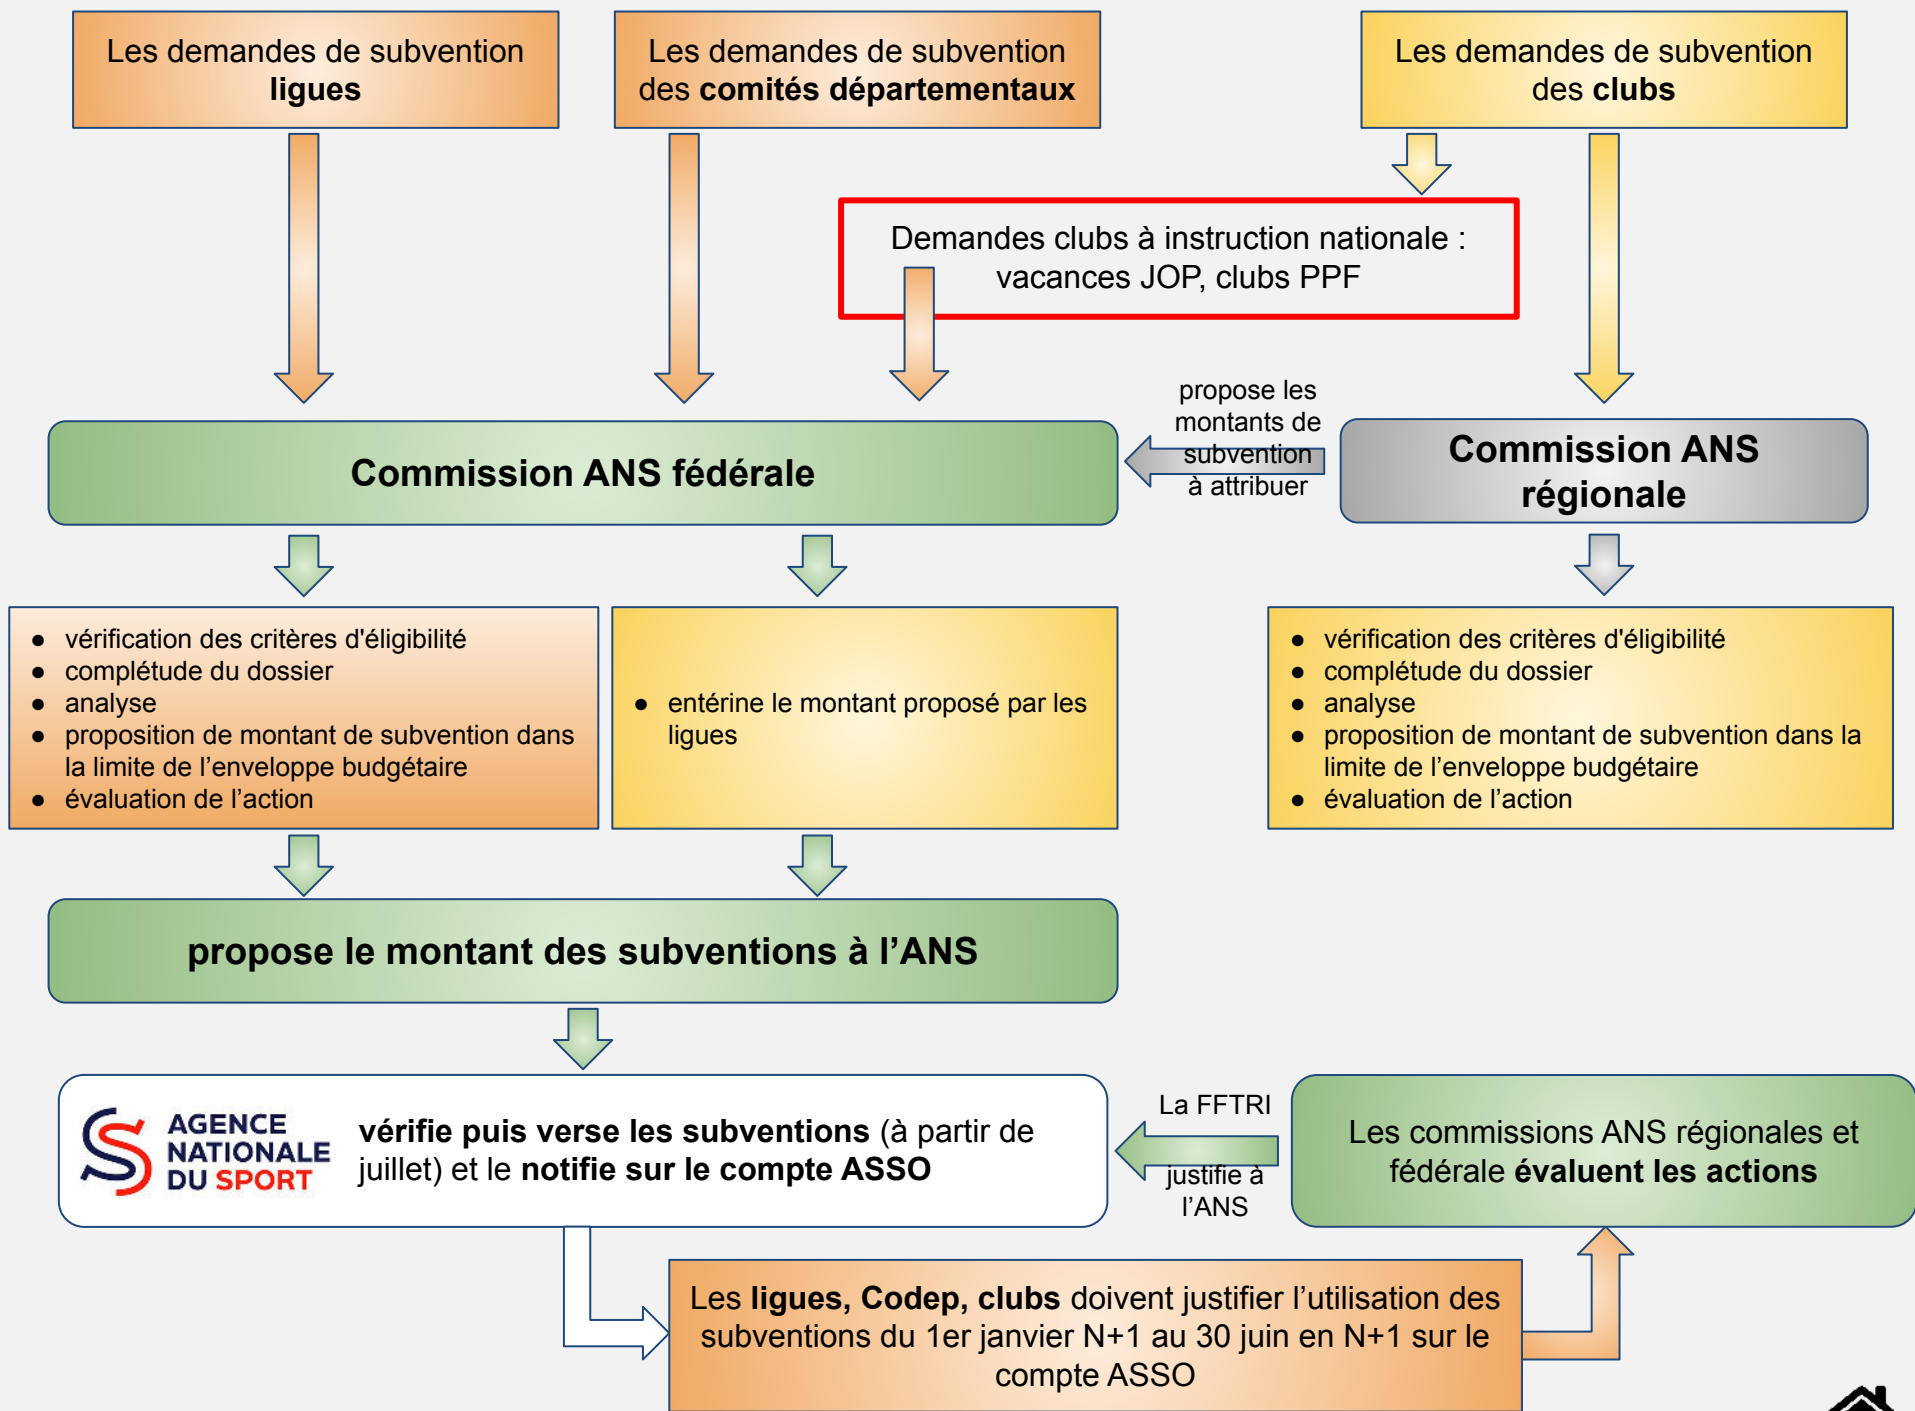 Les demandes de subvention
ligues
Les demandes de subvention
des comités départementaux
Les demandes de subvention
des clubs
Demandes clubs à instruction nationale :
vacances JOP, clubs PPF
propose les
montants de
subvention
à attribuer
Commission ANS fédérale
Commission ANS
régionale
● vérification des critères d'éligibilité
● complétude du dossier
● analyse
● proposition de montant de subvention dans
la limite de l’enveloppe budgétaire
● évaluation de l’action
● entérine le montant proposé par les
ligues
● vérification des critères d'éligibilité
● complétude du dossier
● analyse
● proposition de montant de subvention dans la
limite de l’enveloppe budgétaire
● évaluation de l’action
propose le montant des subventions à l’ANS
AGENCE
NATIONALE
DU SPORT
vérifie puis verse les subventions (à partir de
juillet) et le notifie sur le compte ASSO
La FFTRI
justifie à
l’ANS
Les commissions ANS régionales et
fédérale évaluent les actions
Les ligues, Codep, clubs doivent justifier l’utilisation des
subventions du 1er janvier N+1 au 30 juin en N+1 sur le
compte ASSO